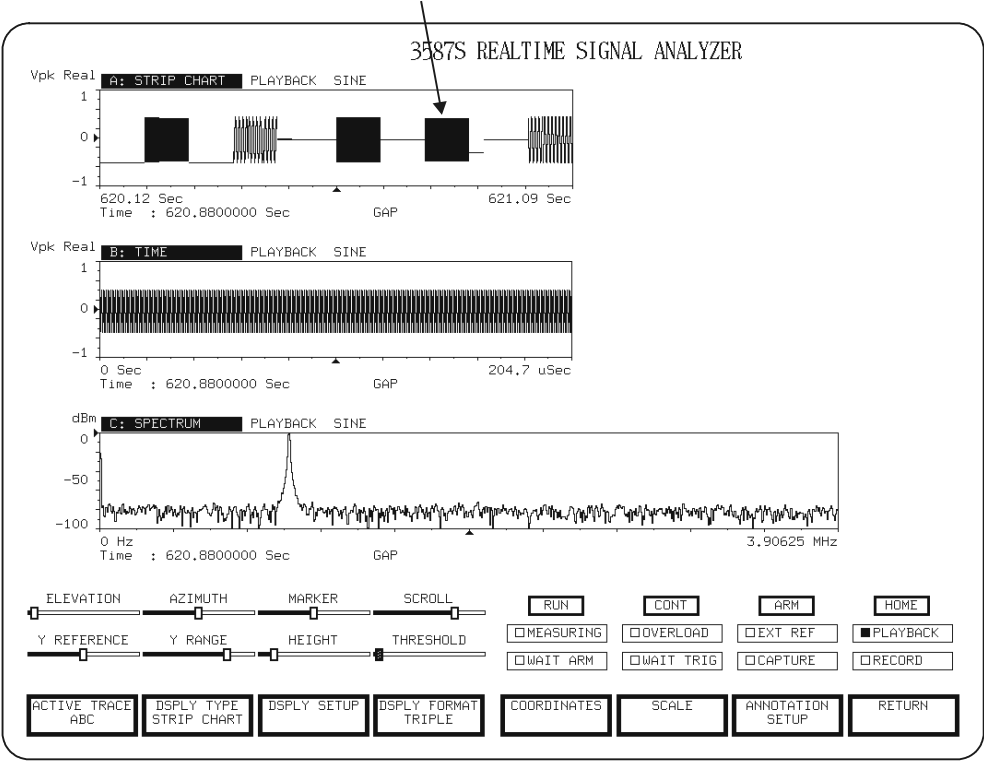 3587S REALTIME SIGNAL ANALYZER
Vpk Real A: STRIP CHART PLAYBACK SINE
1
0
-1
620.12 Sec 621.09 Sec
Time : 620.8800000 Sec GAP
Vpk Real B: TIME PLAYBACK SINE
1
0
-1
0 Sec 204.7 uSec
Time : 620.8800000 Sec GAP
dBm C: SPECTRUM PLAYBACK SINE
0
-50
-100
0 Hz 3.90625 MHz
Time : 620.8800000 Sec GAP
ELEVATION AZIMUTH MARKER SCROLL RUN CONT ARM HOME
Y REFERENCE Y RANGE HEIGHT THRESHOLD MEASURING OVERLOAD EXT REF PLAYBACK
WAIT ARM WAIT TRIG CAPTURE RECORD
ACTIVE TRACE DSPLY TYPE DSPLY SETUP DSPLY FORMAT COORDINATES SCALE ANNOTATION RETURN
ABC STRIP CHART TRIPLE SETUP